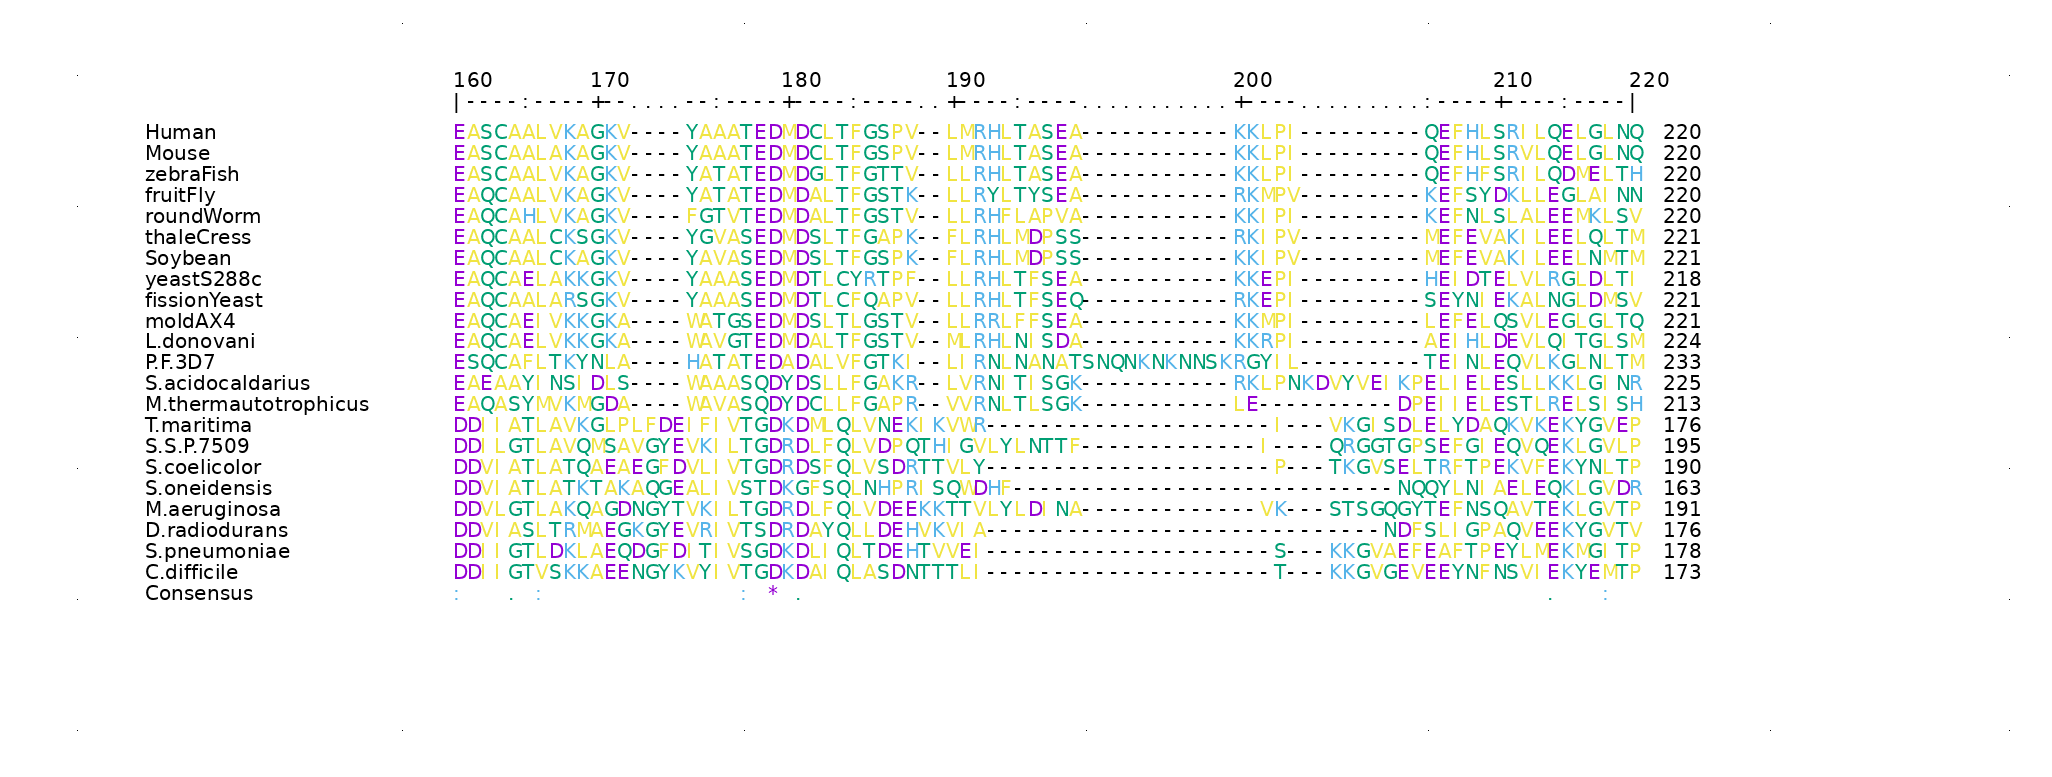 160 170 180 190 200 210 220
|----:----+--....--:----+----:----..+----:----...........+----.........:----+----:----|
Human EASCAALVKAGKV----YAAATEDMDCLTFGSPV--LMRHLTASEA-----------KKLPI---------QEFHLSRILQELGLNQ 220
Mouse EASCAALAKAGKV----YAAATEDMDCLTFGSPV--LMRHLTASEA-----------KKLPI---------QEFHLSRVLQELGLNQ 220
zebraFish EASCAALVKAGKV----YATATEDMDGLTFGTTV--LLRHLTASEA-----------KKLPI---------QEFHFSRILQDMELTH 220
fruitFly EAQCAALVKAGKV----YATATEDMDALTFGSTK--LLRYLTYSEA-----------RKMPV---------KEFSYDKLLEGLAINN 220
roundWorm EAQCAHLVKAGKV----FGTVTEDMDALTFGSTV--LLRHFLAPVA-----------KKIPI---------KEFNLSLALEEMKLSV 220
thaleCress EAQCAALCKSGKV----YGVASEDMDSLTFGAPK--FLRHLMDPSS-----------RKIPV---------MEFEVAKILEELQLTM 221
Soybean EAQCAALCKAGKV----YAVASEDMDSLTFGSPK--FLRHLMDPSS-----------RKIPV---------MEFEVAKILEELNMTM 221
yeastS288c EAQCAELAKKGKV----YAAASEDMDTLCYRTPF--LLRHLTFSEA-----------KKEPI---------HEIDTELVLRGLDLTI 218
fissionYeast EAQCAALARSGKV----YAAASEDMDTLCFQAPV--LLRHLTFSEQ-----------RKEPI---------SEYNIEKALNGLDMSV 221
moldAX4 EAQCAEIVKKGKA----WATGSEDMDSLTLGSTV--LLRRLFFSEA-----------KKMPI---------LEFELQSVLEGLGLTQ 221
L.donovani EAQCAELVKKGKA----WAVGTEDMDALTFGSTV--MLRHLNISDA-----------KKRPI---------AEIHLDEVLQITGLSM 224
P.F.3D7 ESQCAFLTKYNLA----HATATEDADALVFGTKI--LIRNLNANATSNQNKNKNNSKRGYIL---------TEINLEQVLKGLNLTM 233
S.acidocaldarius EAEAAYINSIDLS----WAAASQDYDSLLFGAKR--LVRNITISGK-----------RKLPNKDVYVEIKPELIELESLLKKLGINR 225
M.thermautotrophicus EAQASYMVKMGDA----WAVASQDYDCLLFGAPR--VVRNLTLSGK-----------LE----------DPEIIELESTLRELSISH 213
T.maritima DDIIATLAVKGLPLFDEIFIVTGDKDMLQLVNEKIKVWR---------------------I---VKGISDLELYDAQKVKEKYGVEP 176
S.S.P.7509 DDILGTLAVQMSAVGYEVKILTGDRDLFQLVDPQTHIGVLYLNTTF-------------I----QRGGTGPSEFGIEQVQEKLGVLP 195
S.coelicolor DDVIATLATQAEAEGFDVLIVTGDRDSFQLVSDRTTVLY---------------------P---TKGVSELTRFTPEKVFEKYNLTP 190
S.oneidensis DDVIATLATKTAKAQGEALIVSTDKGFSQLNHPRISQWDHF----------------------------NQQYLNIAELEQKLGVDR 163
M.aeruginosa DDVLGTLAKQAGDNGYTVKILTGDRDLFQLVDEEKKTTVLYLDINA-------------VK---STSGQGYTEFNSQAVTEKLGVTP 191
D.radiodurans DDVIASLTRMAEGKGYEVRIVTSDRDAYQLLDEHVKVIA-----------------------------NDFSLIGPAQVEEKYGVTV 176
S.pneumoniae DDIIGTLDKLAEQDGFDITIVSGDKDLIQLTDEHTVVEI---------------------S---KKGVAEFEAFTPEYLMEKMGITP 178
C.difficile DDIIGTVSKKAEENGYKVYIVTGDKDAIQLASDNTTTLI---------------------T---KKGVGEVEEYNFNSVIEKYEMTP 173
Consensus : . : : * . . :